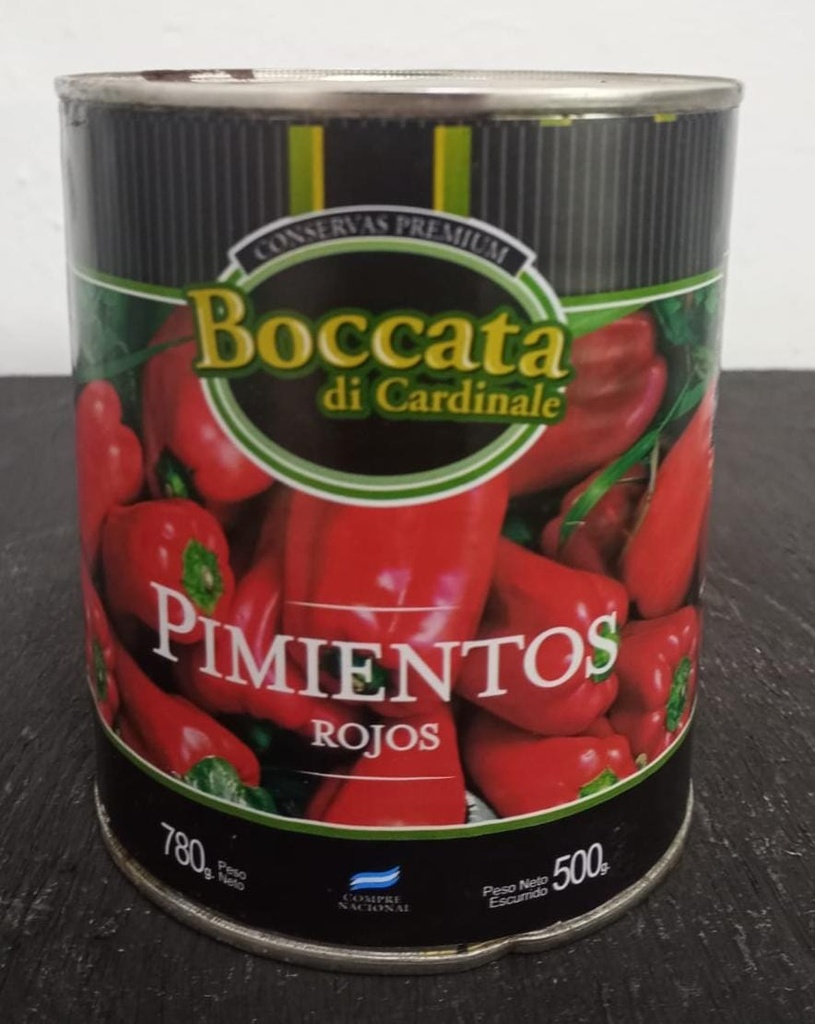 CONSERVAS PREMIUM
Boccata
di Cardinale
PIMIENTOS
ROJOS
780g. Peso
Neto
COMPRE
NACIONAL
Peso Neto
Escurrido 500g.